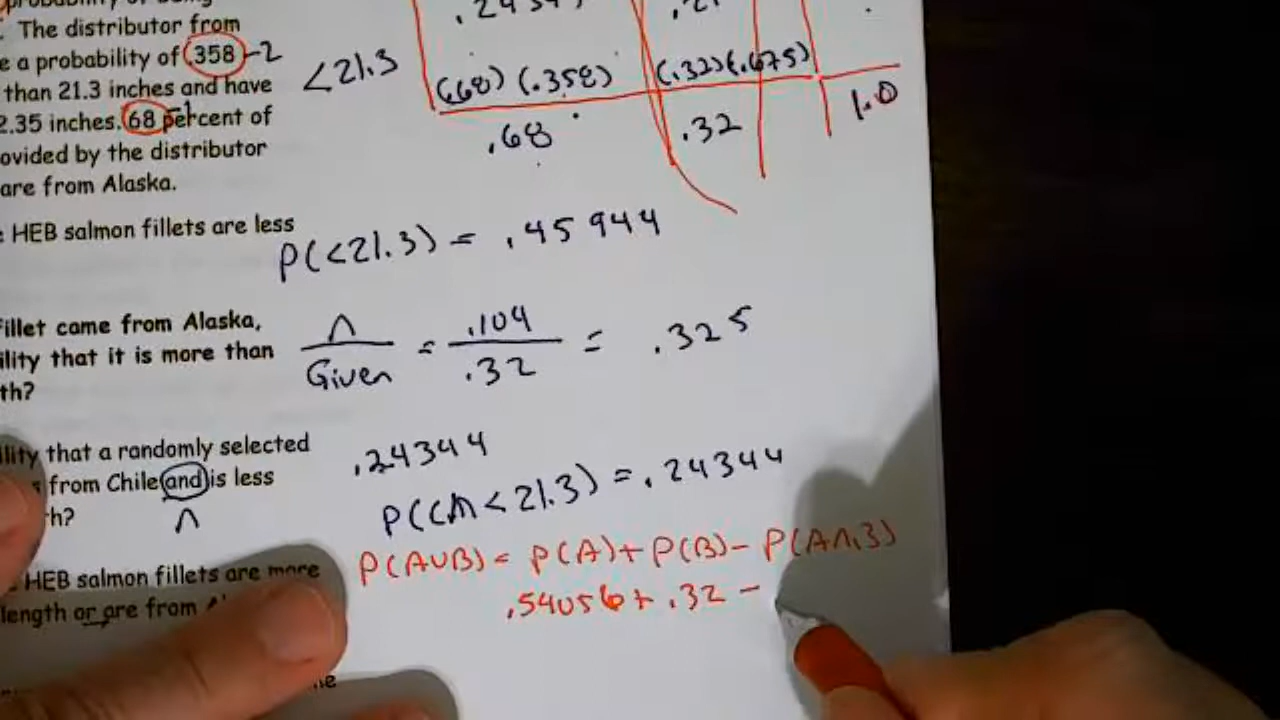 probability of being
. The distributor from
e a probability of .358 -2
than 21.3 inches and have
2.35 inches. 68 percent of
ovided by the distributor
are from Alaska.
<21.3
(.68) (.358)
(.32)(.675)
.68
.32
1.0
HEB salmon fillets are less
P(<21.3) = .45944
fillet came from Alaska,
ility that it is more than
th?
∩
Given
= .104
.32
= .325
ility that a randomly selected
from Chile and is less
h?
∩
.24344
P(C∩<21.3) = .24344
HEB salmon fillets are more
length or are from
P(A∪B) = P(A)+ P(B)- P(A∩B)
.54056 + .32 -